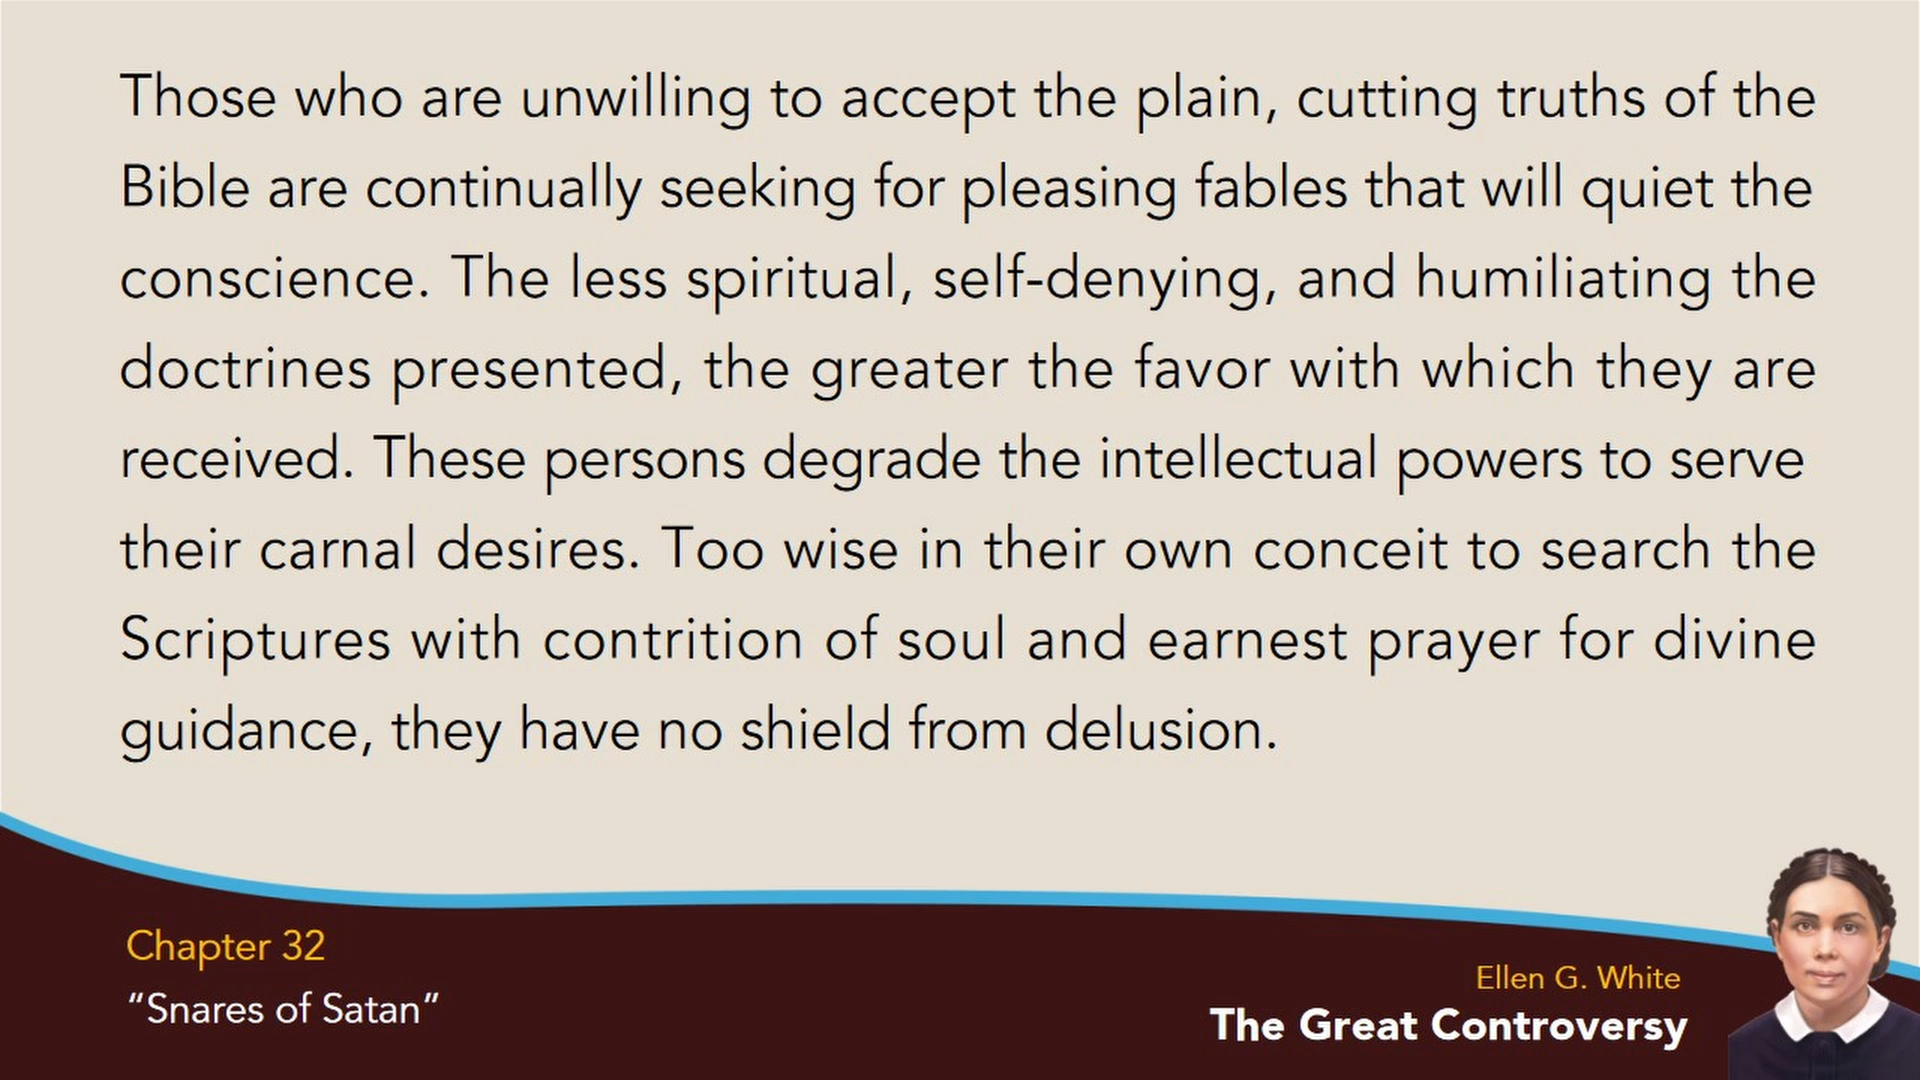 Those who are unwilling to accept the plain, cutting truths of the
Bible are continually seeking for pleasing fables that will quiet the
conscience. The less spiritual, self-denying, and humiliating the
doctrines presented, the greater the favor with which they are
received. These persons degrade the intellectual powers to serve
their carnal desires. Too wise in their own conceit to search the
Scriptures with contrition of soul and earnest prayer for divine
guidance, they have no shield from delusion.
Chapter 32
“Snares of Satan”
Ellen G. White
The Great Controversy